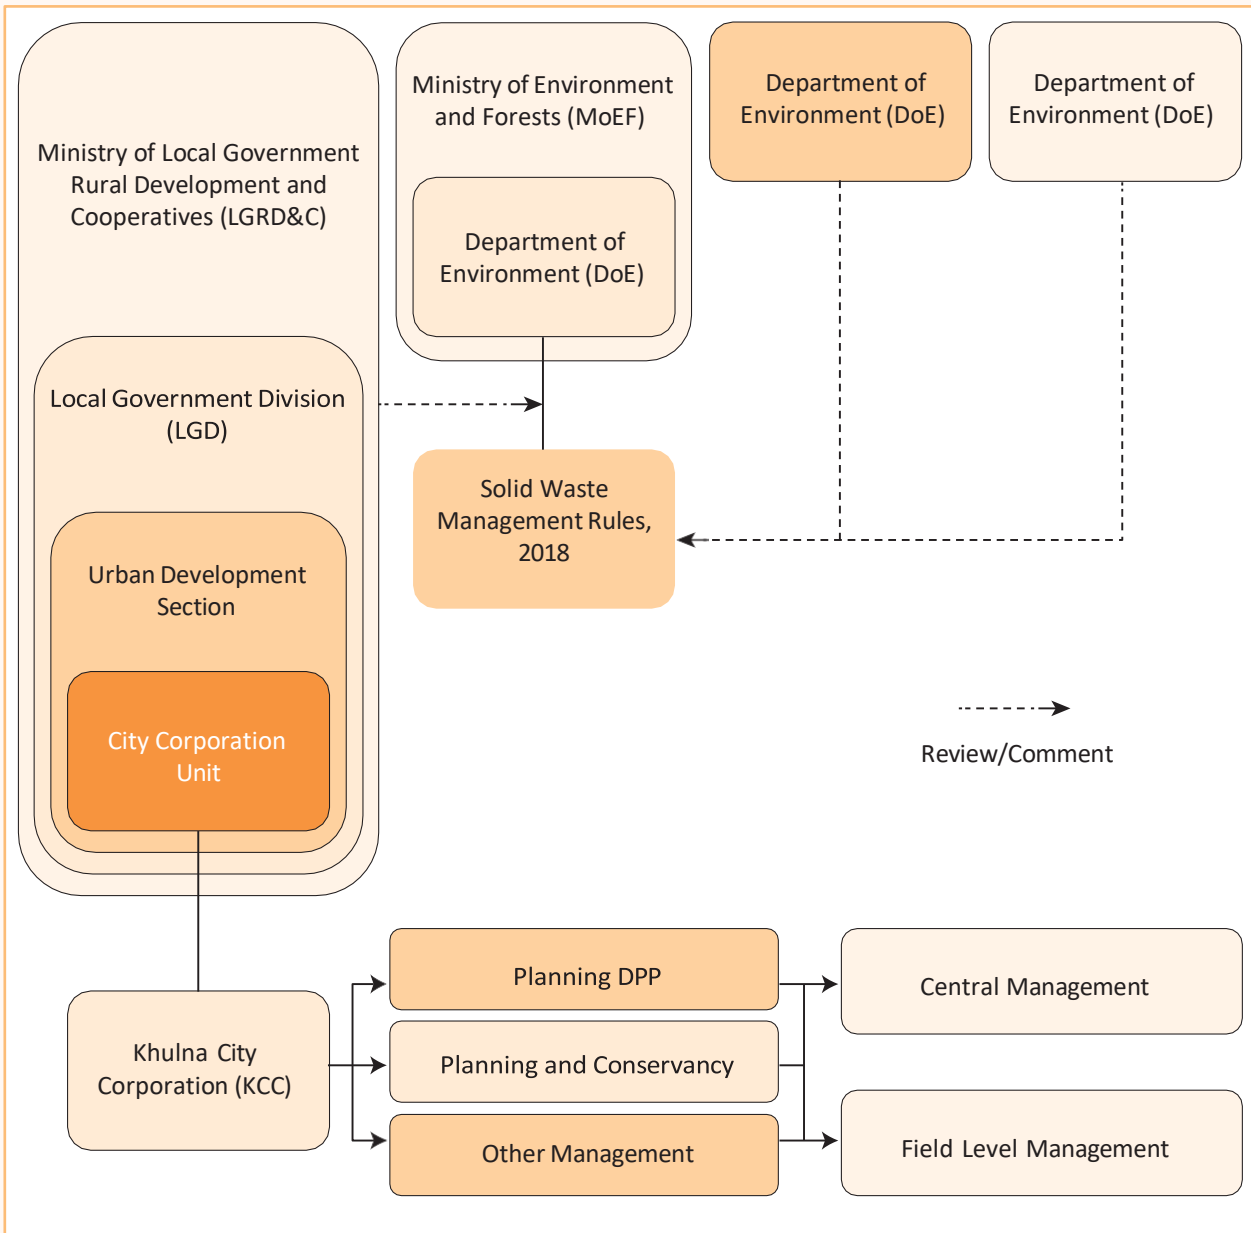 Ministry of Local Government
Rural Development and
Cooperatives (LGRD&C)
Local Government Division
(LGD)
Urban Development
Section
City Corporation
Unit
Ministry of Environment
and Forests (MoEF)
Department of
Environment (DoE)
Department of
Environment (DoE)
Department of
Environment (DoE)
Solid Waste
Management Rules,
2018
Review/Comment
Khulna City
Corporation (KCC)
Planning DPP
Planning and Conservancy
Other Management
Central Management
Field Level Management